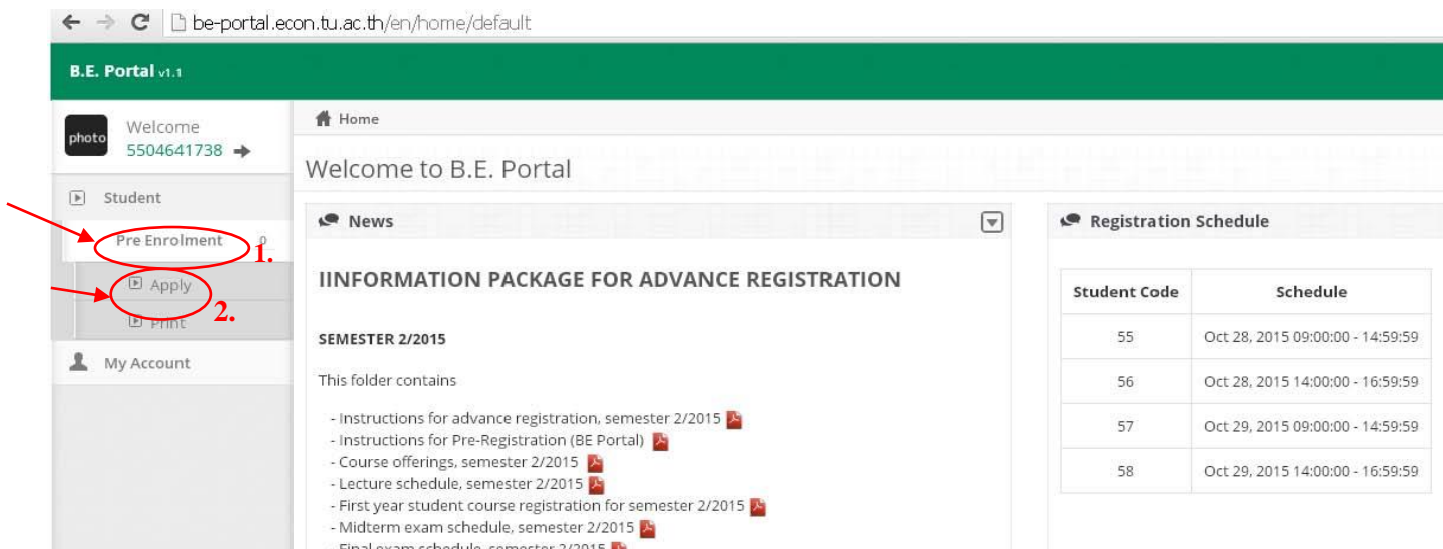 be-portal.econ.tu.ac.th/en/home/default
B.E. Portal v1.1
photo
Welcome
5504641738
Home
Welcome to B.E. Portal
Student
Pre Enrolment 0
1.
Apply
2.
Print
My Account
News
IINFORMATION PACKAGE FOR ADVANCE REGISTRATION
SEMESTER 2/2015
This folder contains
- Instructions for advance registration, semester 2/2015
- Instructions for Pre-Registration (BE Portal)
- Course offerings, semester 2/2015
- Lecture schedule, semester 2/2015
- First year student course registration for semester 2/2015
- Midterm exam schedule, semester 2/2015
- Final exam schedule, semester 2/2015
Registration Schedule
Student Code Schedule
55 Oct 28, 2015 09:00:00 - 14:59:59
56 Oct 28, 2015 14:00:00 - 16:59:59
57 Oct 29, 2015 09:00:00 - 14:59:59
58 Oct 29, 2015 14:00:00 - 16:59:59